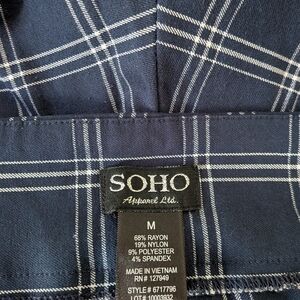 SOHO
Apparel Ltd.
M
68% RAYON
19% NYLON
9% POLYESTER
4% SPANDEX
MADE IN VIETNAM
RN # 127949
STYLE # 6717796
LOT # 10003932